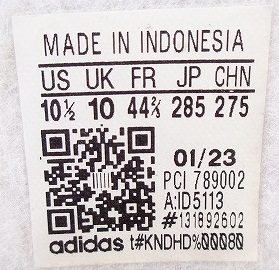 MADE IN INDONESIA
US UK FR JP CHN
10½ 10 44⅔ 285 275
01/23
PCI 789002
A:ID5113
#131892602
adidas t#KNDHD%00080